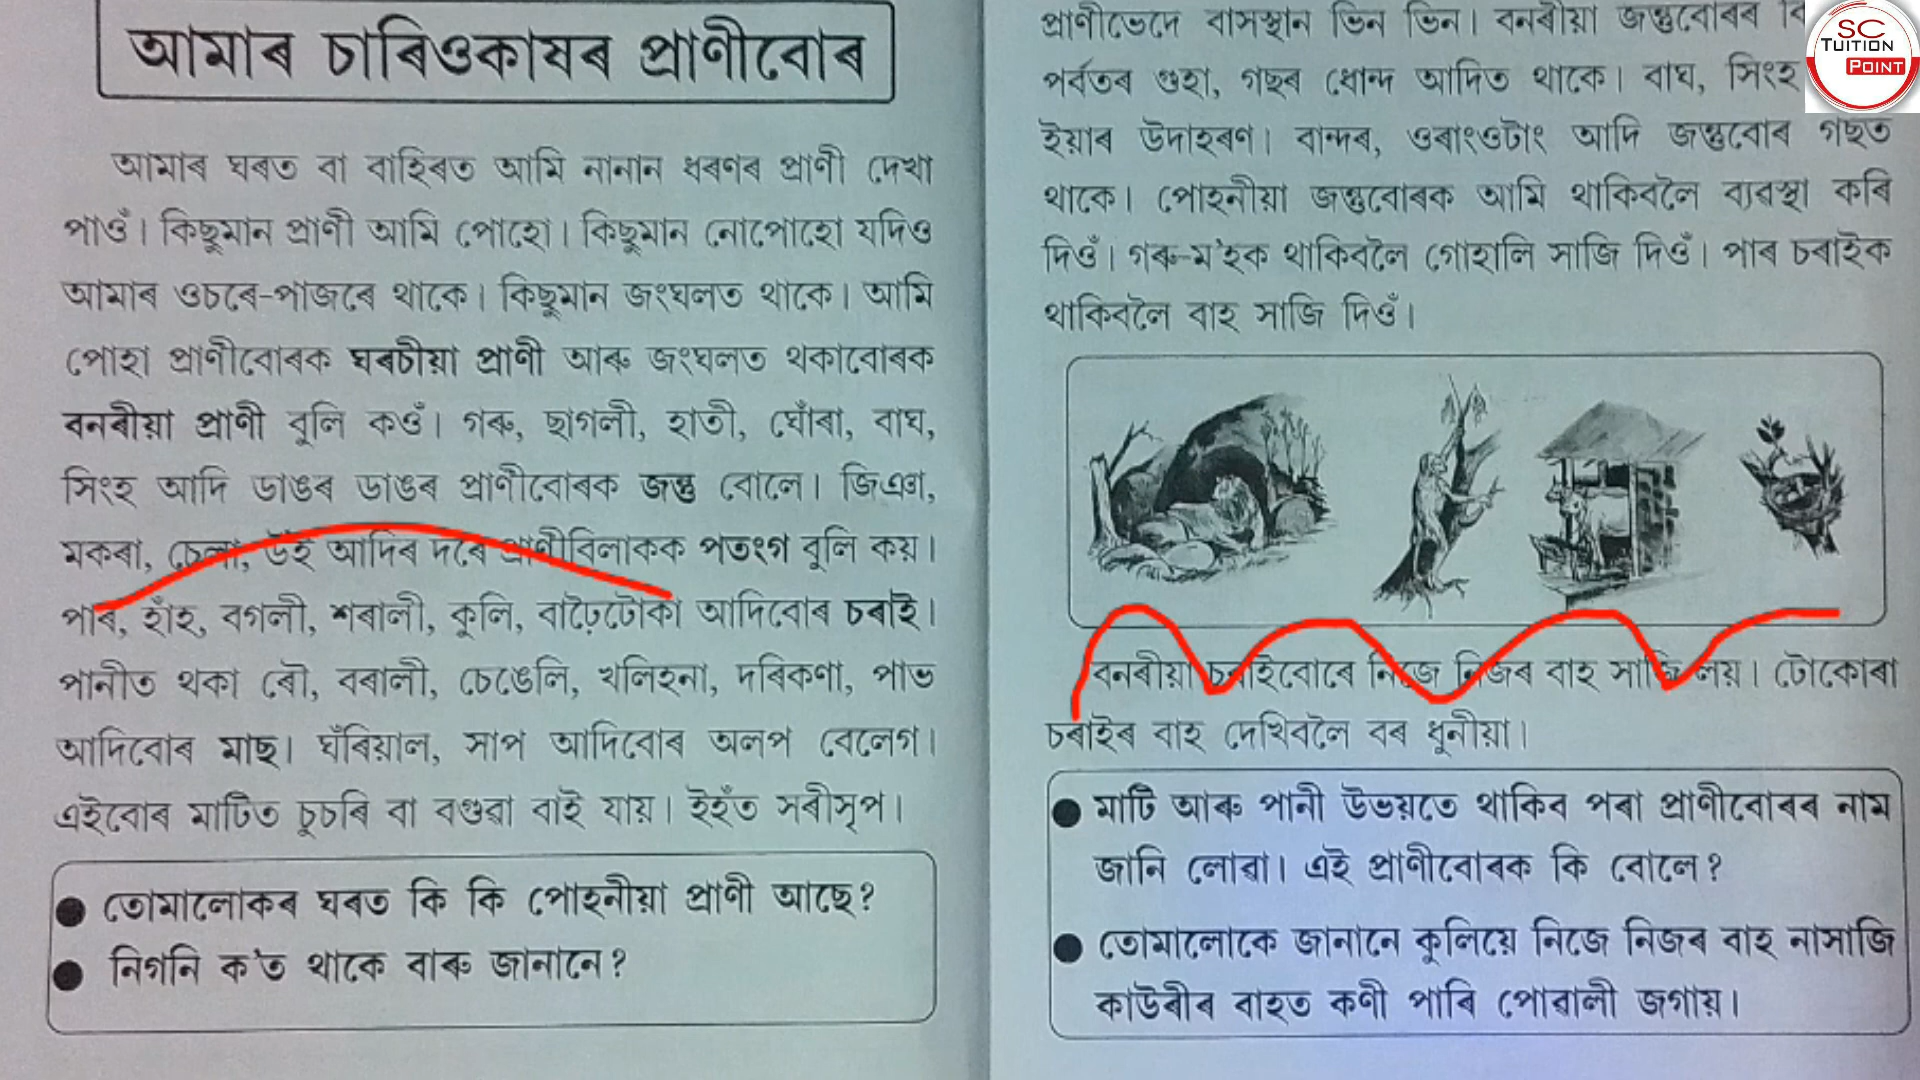 আমাৰ চাৰিওকাষৰ প্ৰাণীবোৰ
আমাৰ ঘৰত বা বাহিৰত আমি নানান ধৰণৰ প্ৰাণী দেখা
পাওঁ। কিছুমান প্ৰাণী আমি পোহো। কিছুমান নোপোহো যদিও
আমাৰ ওচৰে-পাজৰে থাকে। কিছুমান জংঘলত থাকে। আমি
পোহা প্ৰাণীবোৰক ঘৰচীয়া প্ৰাণী আৰু জংঘলত থকাবোৰক
বনৰীয়া প্ৰাণী বুলি কওঁ। গৰু, ছাগলী, হাতী, ঘোঁৰা, বাঘ,
সিংহ আদি ডাঙৰ ডাঙৰ প্ৰাণীবোৰক জন্তু বোলে। জিঞা,
মকৰা, চেলা, উই আদিৰ দৰে প্ৰাণীবিলাকক পতংগ বুলি কয়।
পাৰ, হাঁহ, বগলী, শৰালী, কুলি, বাঢ়ৈটোকা আদিবোৰ চৰাই।
পানীত থকা ৰৌ, বৰালী, চেঙেলি, খলিহনা, দৰিকণা, পাভ
আদিবোৰ মাছ। ঘঁৰিয়াল, সাপ আদিবোৰ অলপ বেলেগ।
এইবোৰ মাটিত চুচৰি বা বগুৱা বাই যায়। ইহঁত সৰীসৃপ।
● তোমালোকৰ ঘৰত কি কি পোহনীয়া প্ৰাণী আছে?
● নিগনি ক'ত থাকে বাৰু জানানে?
প্ৰাণীভেদে বাসস্থান ভিন ভিন। বনৰীয়া জন্তুবোৰৰ
পৰ্বতৰ গুহা, গছৰ ধোন্দ আদিত থাকে। বাঘ, সিংহ
ইয়াৰ উদাহৰণ। বান্দৰ, ওৰাংওটাং আদি জন্তুবোৰ গছত
থাকে। পোহনীয়া জন্তুবোৰক আমি থাকিবলৈ ব্যৱস্থা কৰি
দিওঁ। গৰু-ম'হক থাকিবলৈ গোহালি সাজি দিওঁ। পাৰ চৰাইক
থাকিবলৈ বাহ সাজি দিওঁ।
বনৰীয়া চৰাইবোৰে নিজে নিজৰ বাহ সাজি লয়। টোকোৰা
চৰাইৰ বাহ দেখিবলৈ বৰ ধুনীয়া।
● মাটি আৰু পানী উভয়তে থাকিব পৰা প্ৰাণীবোৰৰ নাম
জানি লোৱা। এই প্ৰাণীবোৰক কি বোলে?
● তোমালোকে জানানে কুলিয়ে নিজে নিজৰ বাহ নাসাজি
কাউৰীৰ বাহত কণী পাৰি পোৱালী জগায়।
SC
TUITION
POINT